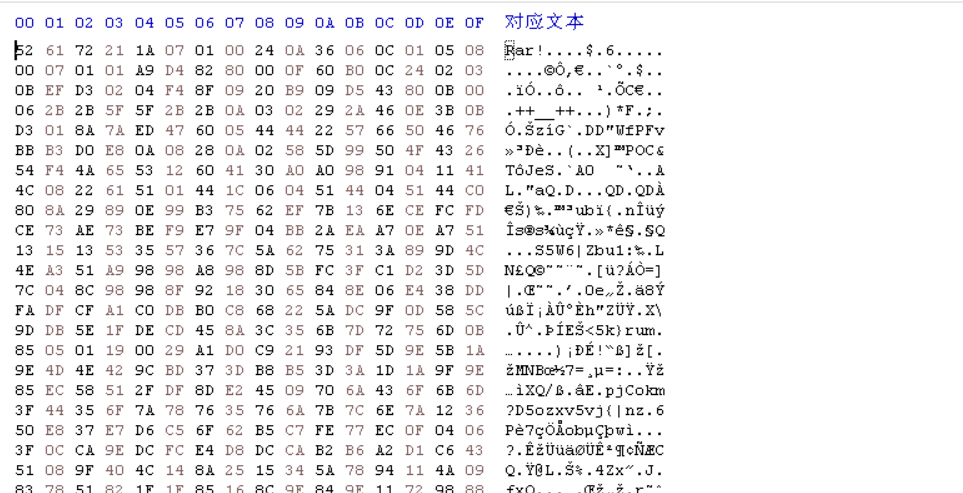 00 01 02 03 04 05 06 07 08 09 0A 0B 0C 0D 0E 0F 对应文本
52 61 72 21 1A 07 01 00 24 0A 36 06 0C 01 05 08 Rar!....$.6.....
00 07 01 01 A9 D4 82 80 00 0F 60 B0 0C 24 02 03 ....©Ô‚€..`°.$..
0B EF D3 02 04 F4 8F 09 20 B9 09 D5 43 80 0B 00 .ïÓ..ô.. ¹.ÕC€..
06 2B 2B 5F 5F 2B 2B 0A 03 02 29 2A 46 0E 3B 0B .++__++...)*F.;.
D3 01 8A 7A ED 47 60 05 44 44 22 57 66 50 46 76 Ó.ŠzíG`.DD"WfPFv
BB B3 D0 E8 0A 08 28 0A 02 58 5D 99 50 4F 43 26 »³Ðè..(..X]™POC&
54 F4 4A 65 53 12 60 41 30 A0 A0 98 91 04 11 41 TôJeS.`A0  ˜‘..A
4C 08 22 61 51 01 44 1C 06 04 51 44 04 51 44 C0 L."aQ.D...QD.QDÀ
80 8A 29 89 0E 99 B3 75 62 EF 7B 13 6E CE FC FD €Š)‰.™³ubï{.nÎüý
CE 73 AE 73 BE F9 E7 9F 04 BB 2A EA A7 0E A7 51 Îs®s¾ùçŸ.»*ê§.§Q
13 15 13 53 35 57 36 7C 5A 62 75 31 3A 89 9D 4C ...S5W6|Zbu1:‰.L
4E A3 51 A9 98 98 A8 98 8D 5B FC 3F C1 D2 3D 5D N£Q©˜˜¨˜.[ü?ÁÒ=]
7C 04 8C 98 98 8F 92 18 30 65 84 8E 06 E4 38 DD |.Œ˜˜.’.0e„Ž.ä8Ý
FA DF CF A1 C0 DB B0 C8 68 22 5A DC 9F 0D 58 5C úßÏ¡ÀÛ°Èh"ZÜŸ.X\
9D DB 5E 1F DE CD 45 8A 3C 35 6B 7D 72 75 6D 0B .Û^.ÞÍEŠ<5k}rum.
85 05 01 19 00 29 A1 D0 C9 21 93 DF 5D 9E 5B 1A …....)¡ÐÉ!“ß]ž[.
9E 4D 4E 42 9C BD 37 3D B8 B5 3D 3A 1D 1A 9F 9E žMNBœ½7=¸µ=:..Ÿž
85 EC 58 51 2F DF 8D E2 45 09 70 6A 43 6F 6B 6D …ìXQ/ß.âE.pjCokm
3F 44 35 6F 7A 78 76 35 76 6A 7B 7C 6E 7A 12 36 ?D5ozxv5vj{|nz.6
50 E8 37 E7 D6 C5 6F 62 B5 C7 FE 77 EC 0F 04 06 Pè7çÖÅobµÇþwì...
3F 0C CA 9E DC FC FC E4 D8 DC CA B2 B6 A2 D1 C6 43
51 08 9F 40 4C 14 8A 25 15 34 5A 78 94 11 4A 09 Q.Ÿ@L.Š%.4Zx”.J.
83 78 51 82 1F 1F 85 16 8C 9E 84 9E 11 72 98 88